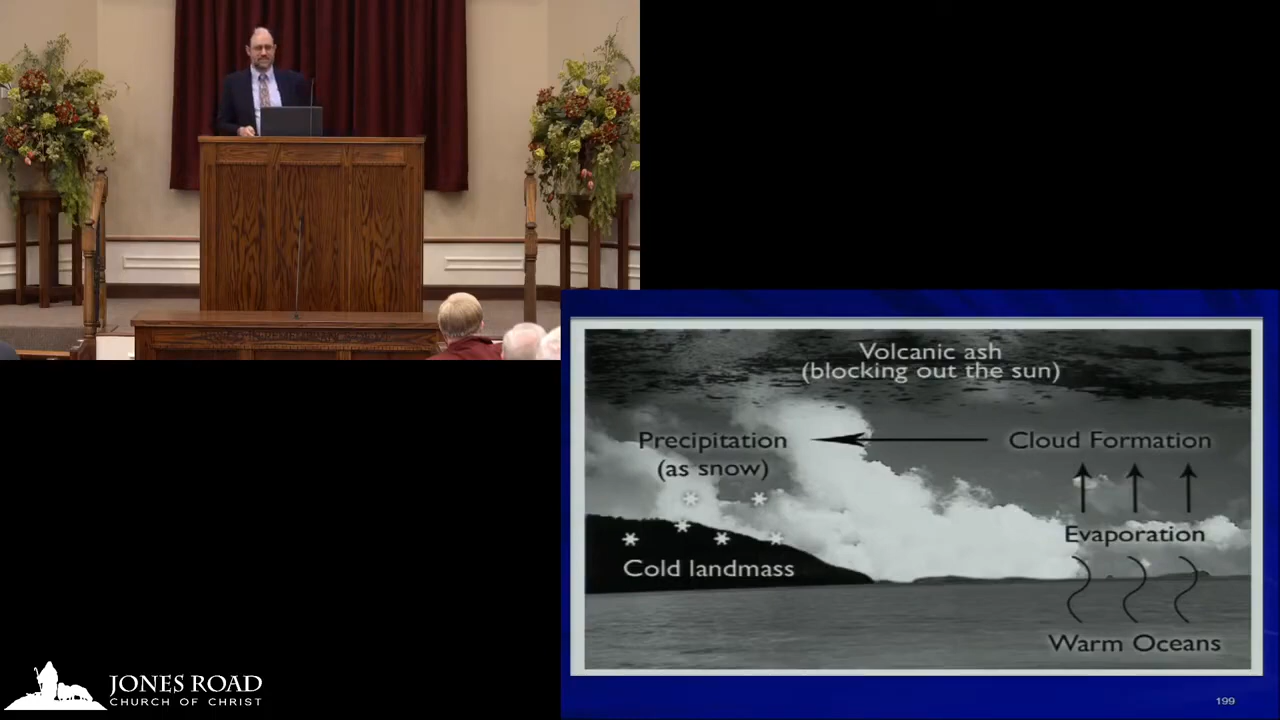 Volcanic ash
(blocking out the sun)
Precipitation
(as snow)
Cloud Formation
Evaporation
Cold landmass
Warm Oceans
199
JONES ROAD
CHURCH OF CHRIST